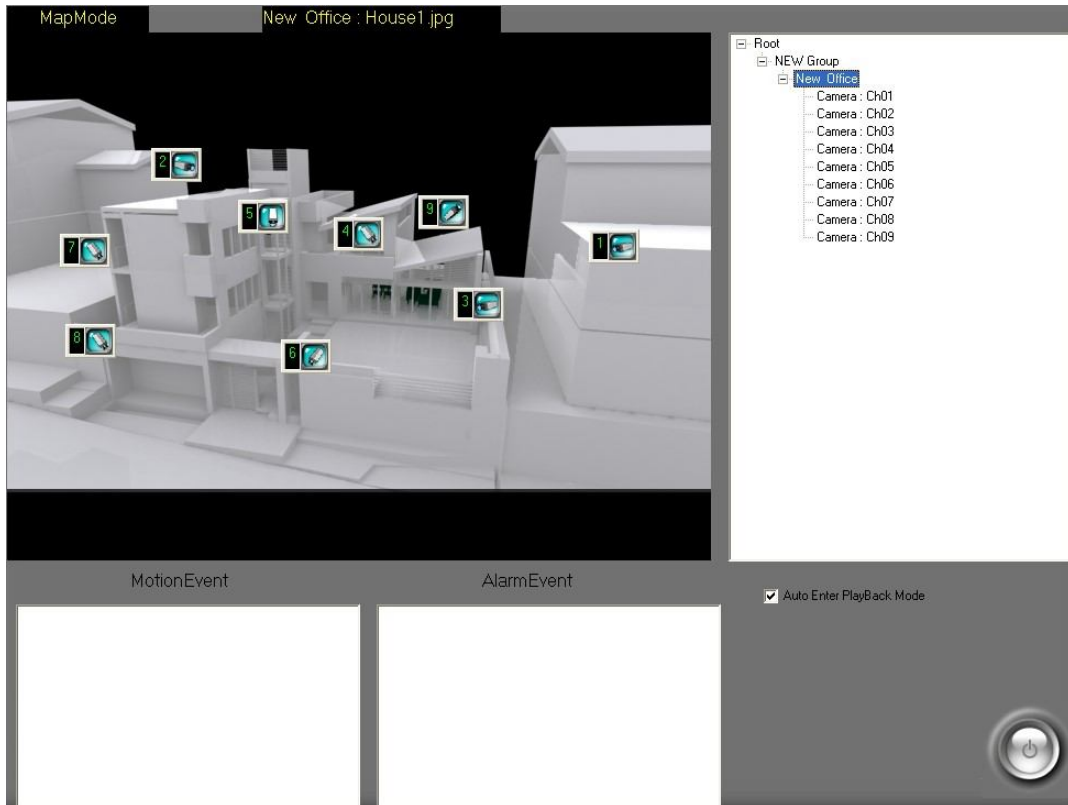 MapMode
New Office : House1.jpg
Root
NEW Group
New Office
Camera : Ch01
Camera : Ch02
Camera : Ch03
Camera : Ch04
Camera : Ch05
Camera : Ch06
Camera : Ch07
Camera : Ch08
Camera : Ch09
2
5
9
4
7
1
3
8
6
MotionEvent
AlarmEvent
Auto Enter PlayBack Mode